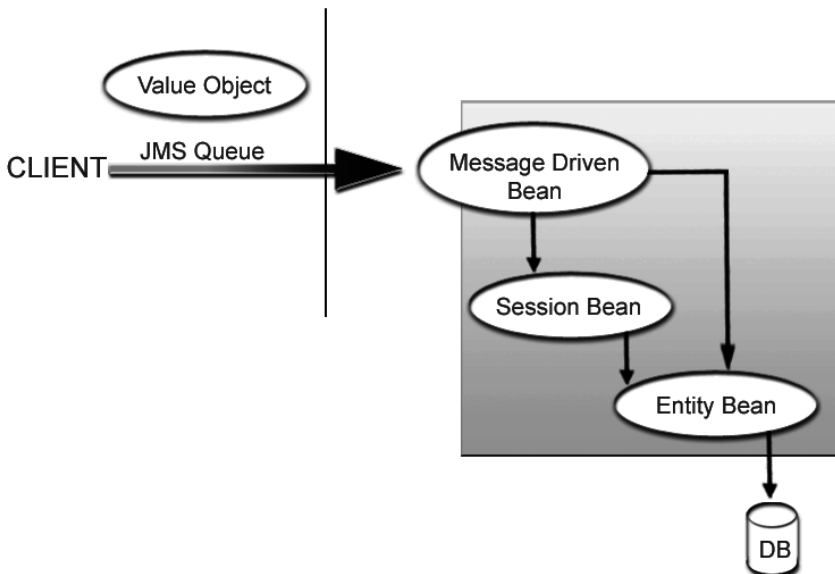 Value Object
JMS Queue
CLIENT
Message Driven
Bean
Session Bean
Entity Bean
DB